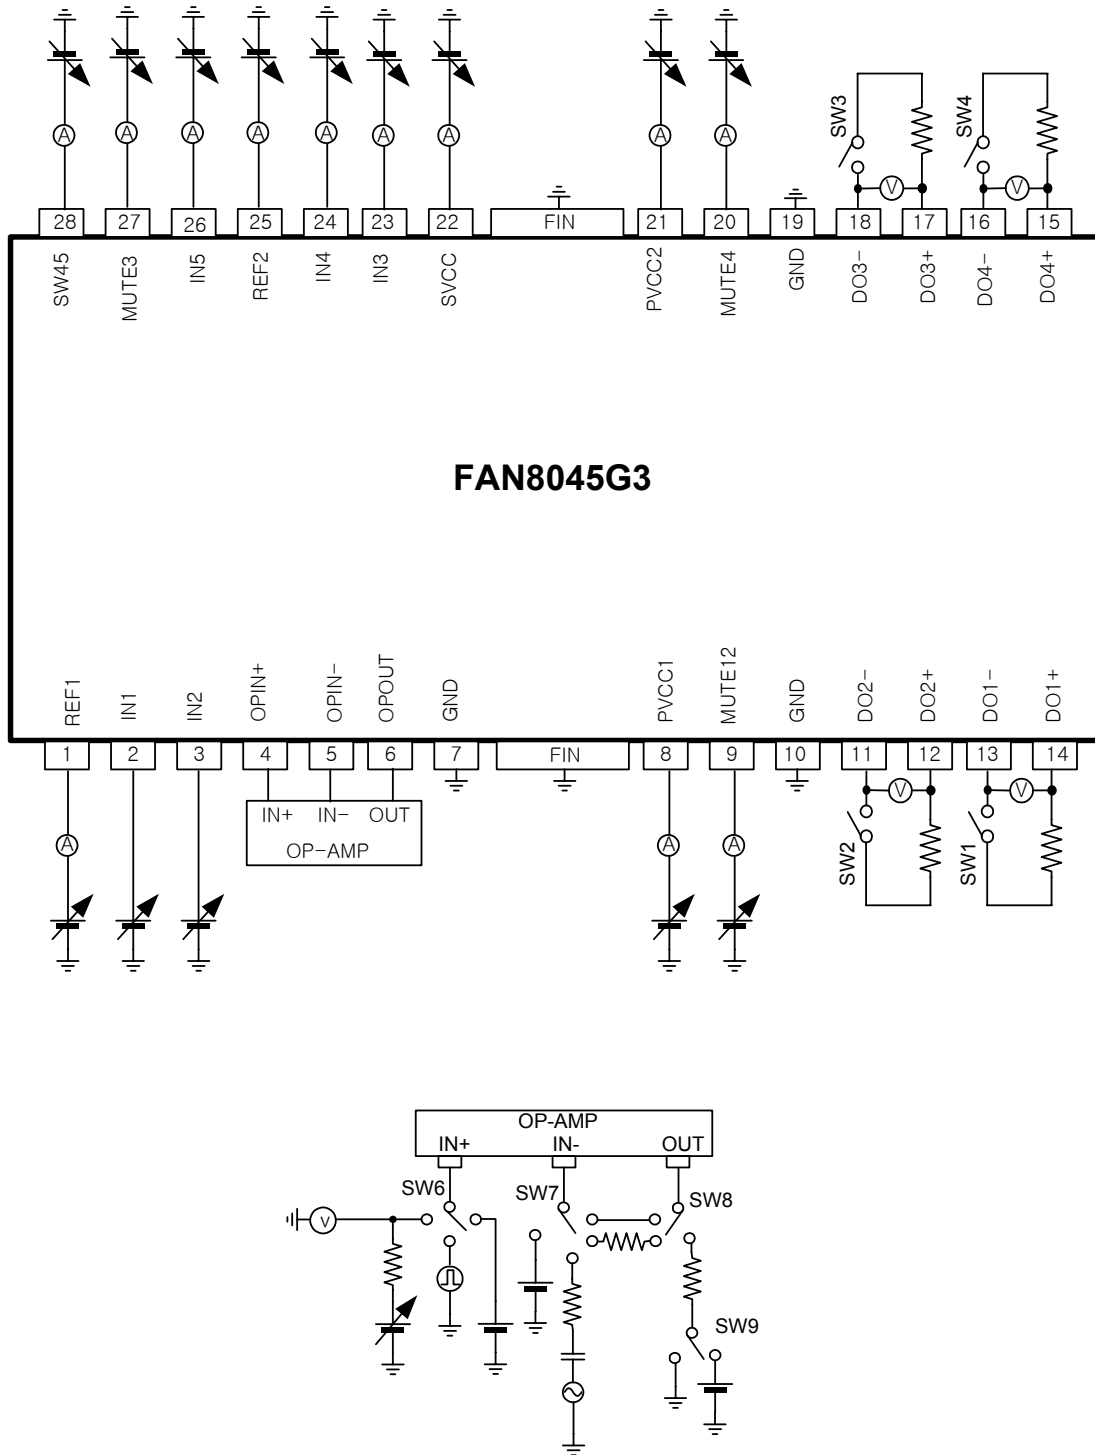 A A A A A A A A A
SW3 SW4
V V
28 27 26 25 24 23 22 FIN 21 20 19 18 17 16 15
SW45 MUTE3 IN5 REF2 IN4 IN3 SVCC PVCC2 MUTE4 GND DO3- DO3+ DO4- DO4+
FAN8045G3
REF1 IN1 IN2 OPIN+ OPIN- OPOUT GND PVCC1 MUTE12 GND DO2- DO2+ DO1- DO1+
1 2 3 4 5 6 7 FIN 8 9 10 11 12 13 14
V V
IN+ IN- OUT
OP-AMP
A A A
SW2 SW1
OP-AMP
IN+ IN- OUT
SW6 SW7 SW8
V
SW9